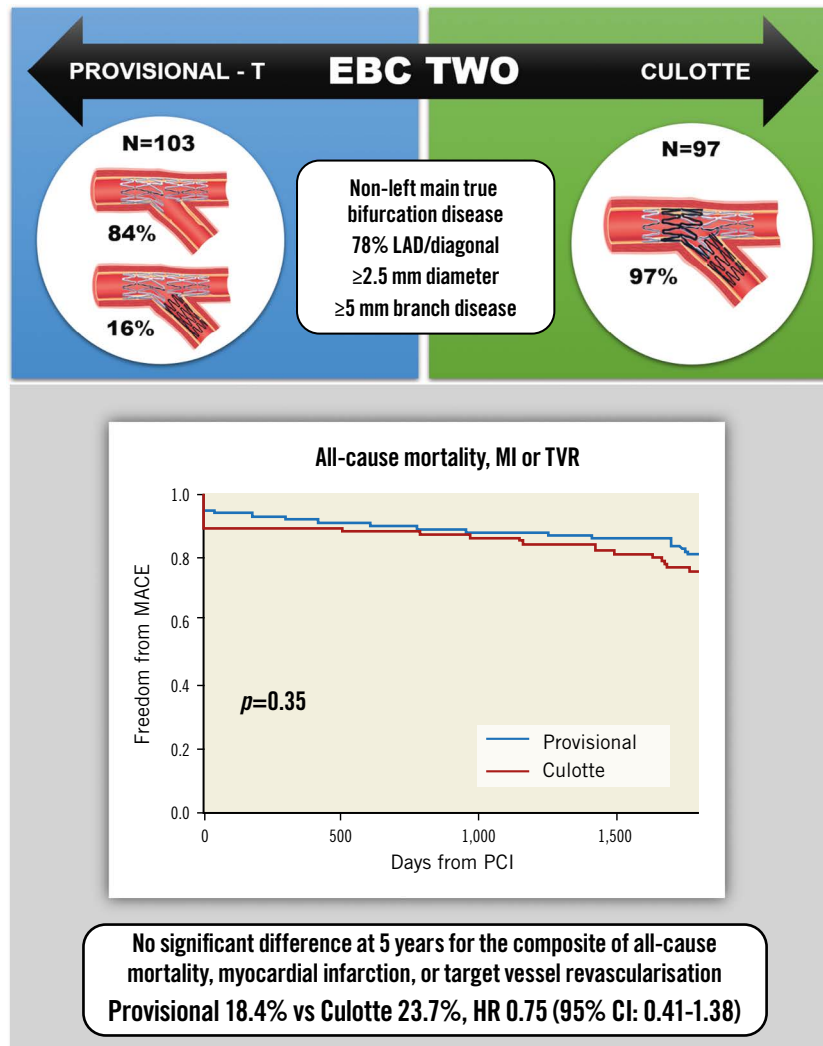 PROVISIONAL - T
EBC TWO
CULOTTE
N=103
84%
16%
Non-left main true
bifurcation disease
78% LAD/diagonal
≥2.5 mm diameter
≥5 mm branch disease
N=97
97%
All-cause mortality, MI or TVR
Freedom from MACE
1.0
0.8
0.6
0.4
0.2
0.0
p=0.35
Provisional
Culotte
0
500
1,000
1,500
Days from PCI
No significant difference at 5 years for the composite of all-cause
mortality, myocardial infarction, or target vessel revascularisation
Provisional 18.4% vs Culotte 23.7%, HR 0.75 (95% CI: 0.41-1.38)